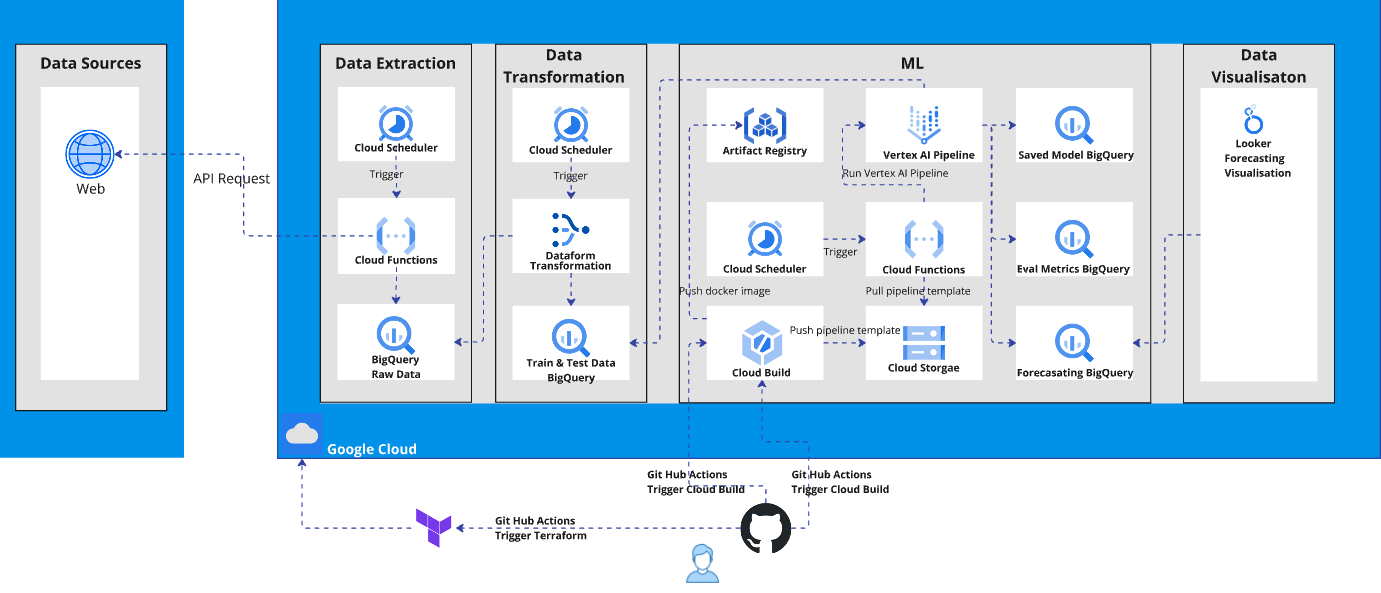 Data Sources
Web
API Request
Data Extraction
Cloud Scheduler
Trigger
Cloud Functions
BigQuery
Raw Data
Data
Transformation
Cloud Scheduler
Trigger
Dataform
Transformation
Train & Test Data
BigQuery
ML
Artifact Registry
Vertex AI Pipeline
Saved Model BigQuery
Run Vertex AI Pipeline
Cloud Scheduler
Trigger
Cloud Functions
Eval Metrics BigQuery
Push docker image
Pull pipeline template
Push pipeline template
Cloud Build
Cloud Storgae
Forecasating BigQuery
Data
Visualisaton
Looker
Forecasting
Visualisation
Google Cloud
Git Hub Actions
Trigger Cloud Build
Git Hub Actions
Trigger Cloud Build
Git Hub Actions
Trigger Terraform